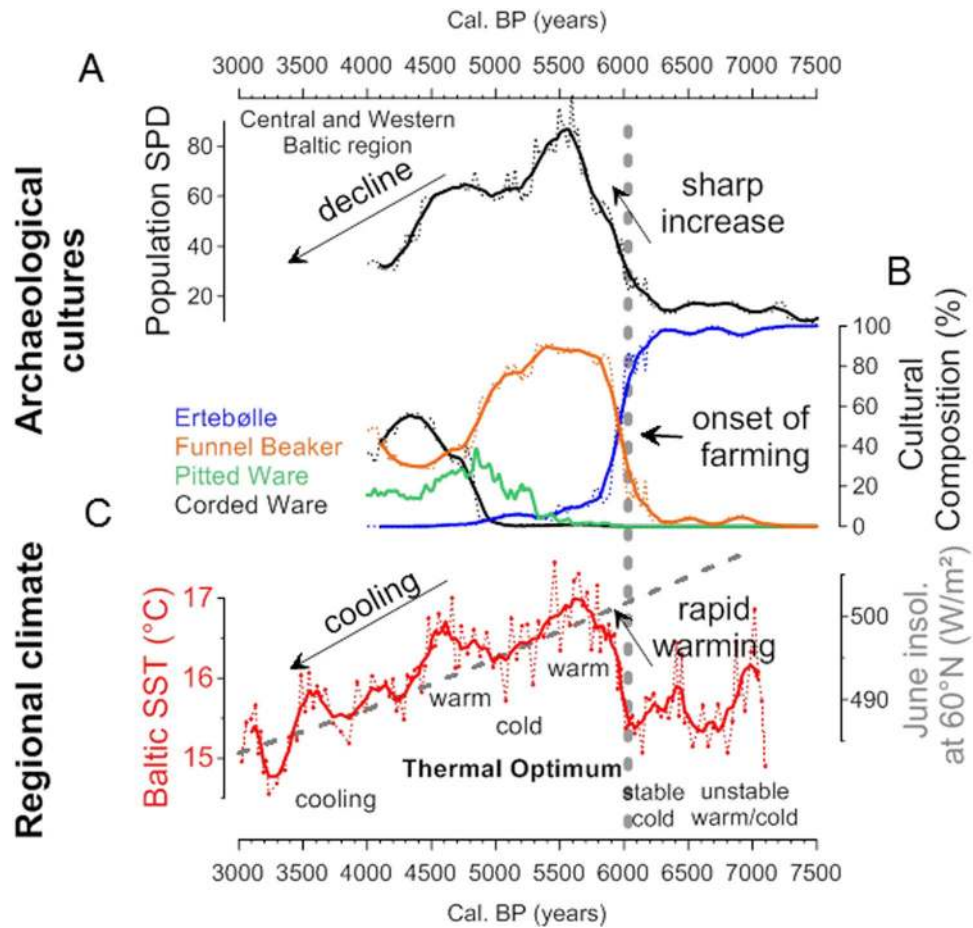 Cal. BP (years)
3000 3500 4000 4500 5000 5500 6000 6500 7000 7500
A
Archaeological
cultures
Population SPD
80
60
40
20
Central and Western
Baltic region
decline
sharp
increase
B
Cultural
Composition (%)
100
80
60
40
20
0
Ertebølle
Funnel Beaker
Pitted Ware
Corded Ware
onset of
farming
C
Regional climate
Baltic SST (°C)
17
16
15
cooling
rapid
warming
warm
cold
warm
Thermal Optimum
cooling
stable
cold
unstable
warm/cold
500
490
June insol.
at 60°N (W/m²)
3000 3500 4000 4500 5000 5500 6000 6500 7000 7500
Cal. BP (years)